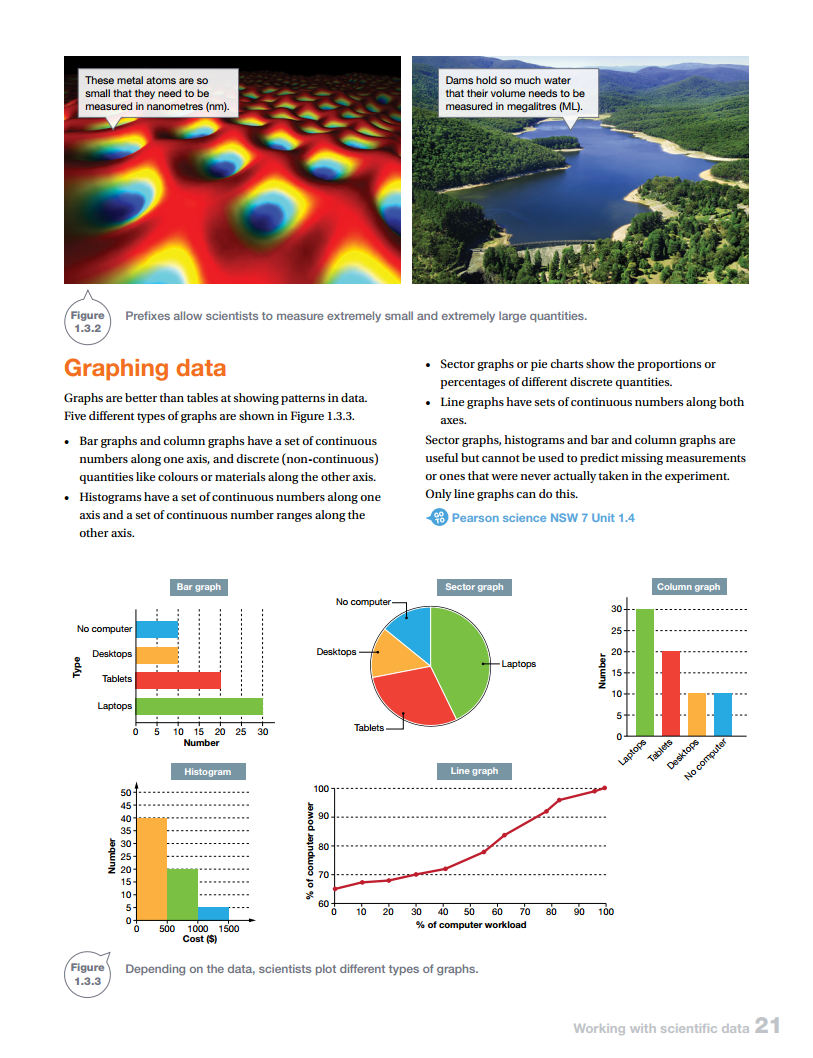 These metal atoms are so
small that they need to be
measured in nanometres (nm).
Dams hold so much water
that their volume needs to be
measured in megalitres (ML).
Figure
1.3.2
Prefixes allow scientists to measure extremely small and extremely large quantities.
Graphing data
Graphs are better than tables at showing patterns in data.
Five different types of graphs are shown in Figure 1.3.3.
• Bar graphs and column graphs have a set of continuous
numbers along one axis, and discrete (non-continuous)
quantities like colours or materials along the other axis.
• Histograms have a set of continuous numbers along one
axis and a set of continuous number ranges along the
other axis.
• Sector graphs or pie charts show the proportions or
percentages of different discrete quantities.
• Line graphs have sets of continuous numbers along both
axes.
Sector graphs, histograms and bar and column graphs are
useful but cannot be used to predict missing measurements
or ones that were never actually taken in the experiment.
Only line graphs can do this.
GO TO
Pearson science NSW 7 Unit 1.4
Bar graph
Type
No computer
Desktops
Tablets
Laptops
0 5 10 15 20 25 30
Number
Sector graph
No computer
Desktops
Laptops
Tablets
Column graph
Number
30
25
20
15
10
5
0
Laptops
Tablets
Desktops
No computer
Histogram
Number
50
45
40
35
30
25
20
15
10
5
0
0 500 1000 1500
Cost ($)
Line graph
% of computer power
100
90
80
70
60
0 10 20 30 40 50 60 70 80 90 100
% of computer workload
Figure
1.3.3
Depending on the data, scientists plot different types of graphs.
Working with scientific data 21